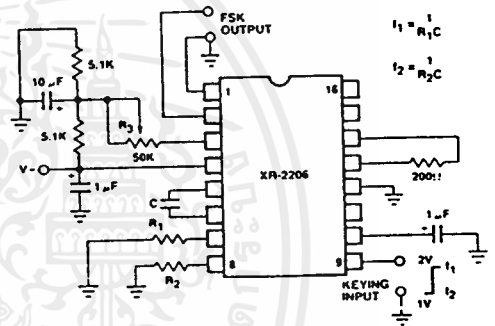 FSK
OUTPUT
f1 = 1/R1C
f2 = 1/R2C
5.1K
10 µF
+
5.1K
R3
50K
V-
+
1 µF
C
R1
R2
1
16
XR-2206
8
9
200Ω
+
1 µF
KEYING
INPUT
2V
f1
1V
f2